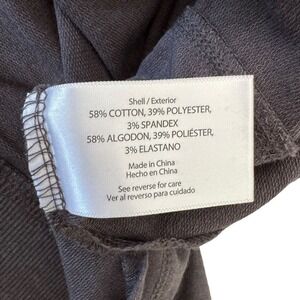 Shell / Exterior
58% COTTON, 39% POLYESTER,
3% SPANDEX
58% ALGODON, 39% POLIÉSTER,
3% ELASTANO
Made in China
Hecho en China
See reverse for care
Ver al reverso para cuidado